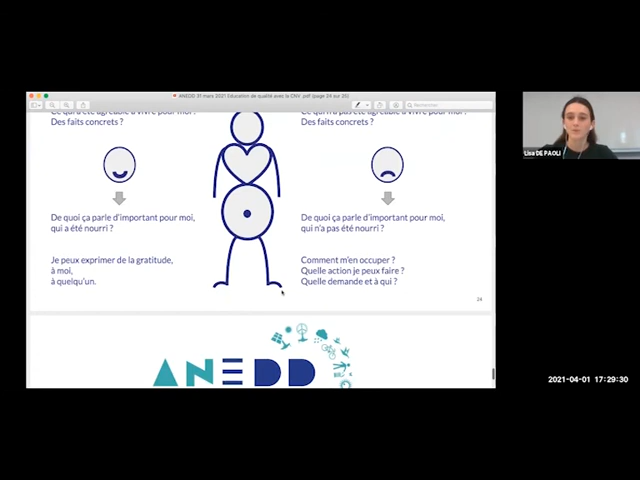 ANEDD 31 mars 2021 Education de qualité avec la CNV .pdf (page 24 sur 26)
Rechercher
Ce qui a été agréable à vivre pour moi ?
Des faits concrets ?
De quoi ça parle d'important pour moi,
qui a été nourri ?
Je peux exprimer de la gratitude,
à moi,
à quelqu'un.
Ce qui n'a pas été agréable à vivre pour moi ?
Des faits concrets ?
De quoi ça parle d'important pour moi,
qui n'a pas été nourri ?
Comment m'en occuper ?
Quelle action je peux faire ?
Quelle demande et à qui ?
24
ANEDD
Lisa DE PAOLI
2021-04-01 17:29:30